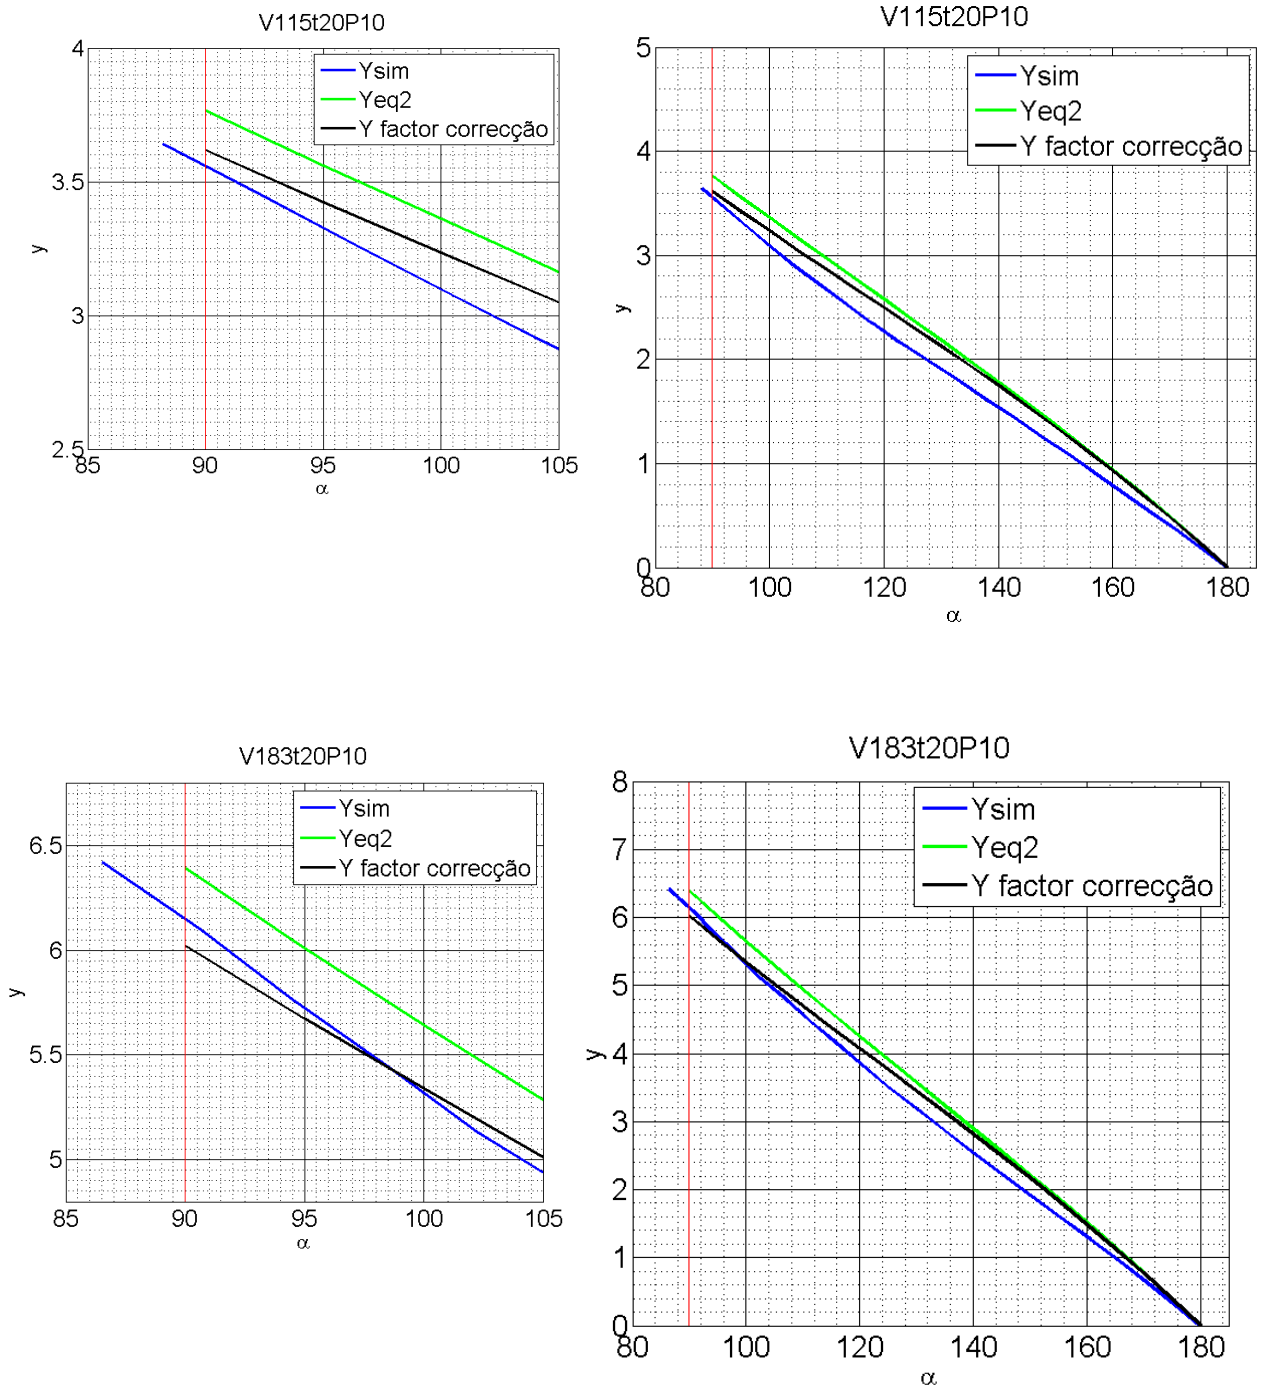 V115t20P10
4
3.5
3
2.5
y
85 90 95 100 105
α
Ysim
Yeq2
Y factor correcção
V115t20P10
5
4
3
2
1
0
y
80 100 120 140 160 180
α
Ysim
Yeq2
Y factor correcção
V183t20P10
6.5
6
5.5
5
y
85 90 95 100 105
α
Ysim
Yeq2
Y factor correcção
V183t20P10
8
7
6
5
4
3
2
1
0
y
80 100 120 140 160 180
α
Ysim
Yeq2
Y factor correcção